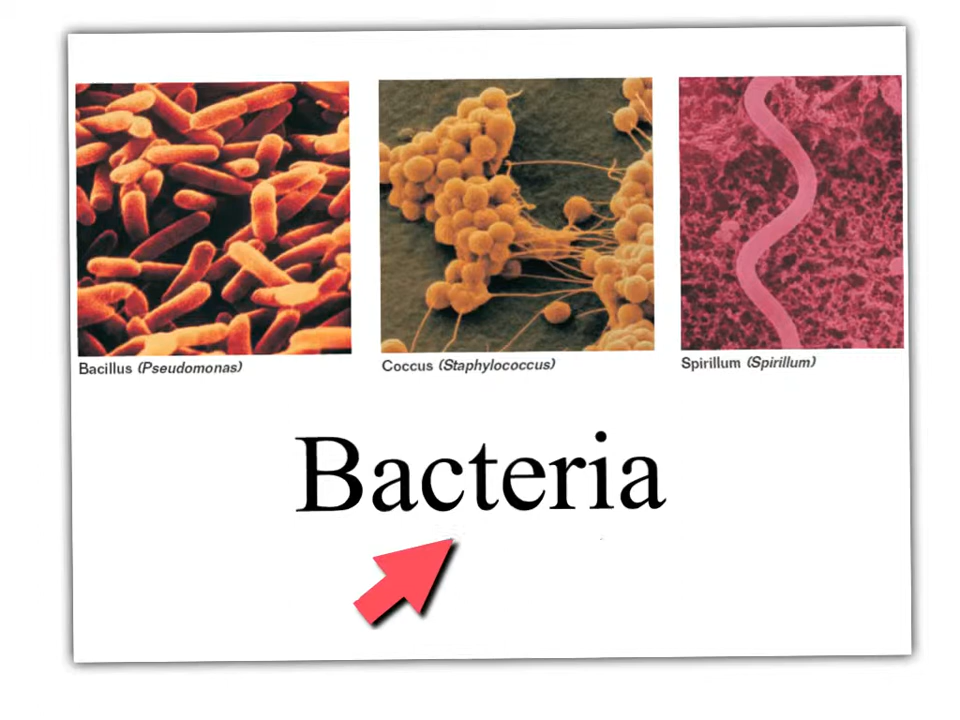 Bacillus (Pseudomonas)
Coccus (Staphylococcus)
Spirillum (Spirillum)
Bacteria